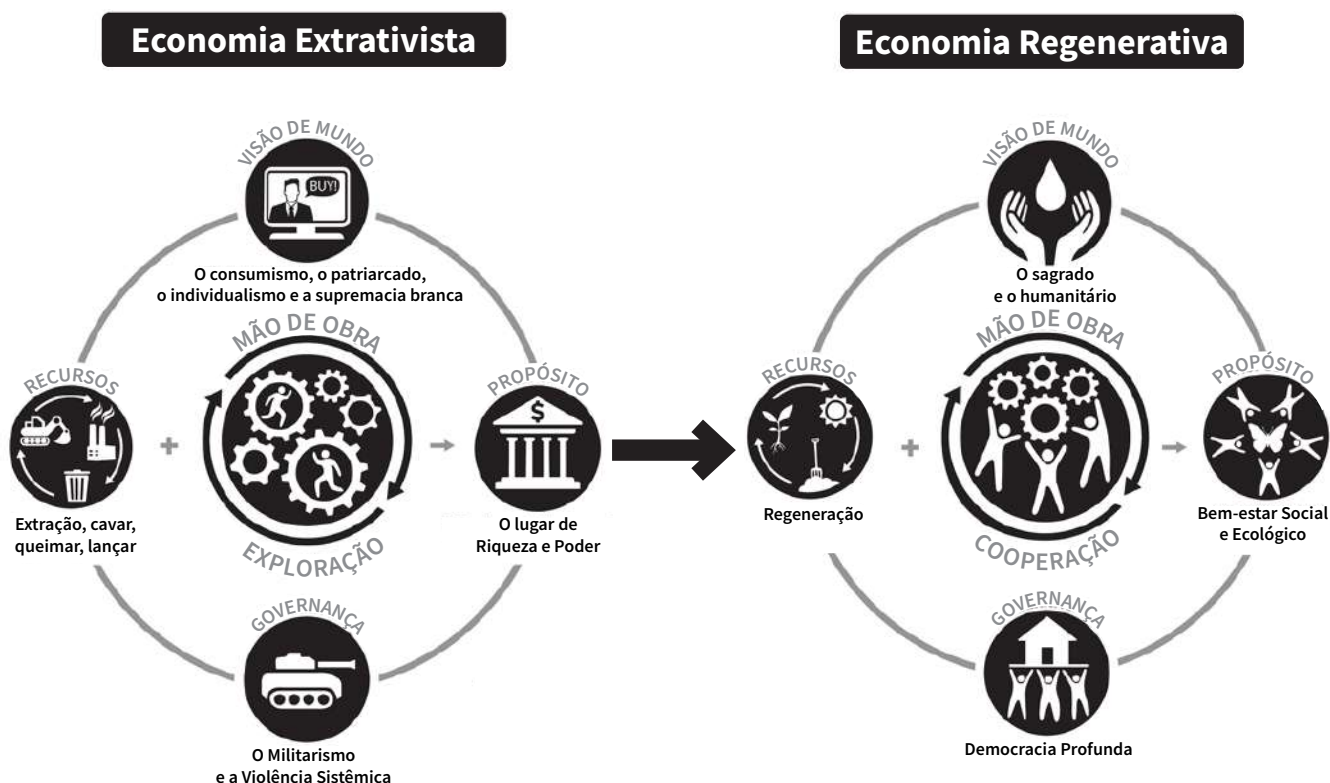 Economia Extrativista
VISÃO DE MUNDO
BUY!
O consumismo, o patriarcado,
o individualismo e a supremacia branca
RECURSOS
Extração, cavar,
queimar, lançar
+
MÃO DE OBRA
EXPLORAÇÃO
PROPÓSITO
$
O lugar de
Riqueza e Poder
GOVERNANÇA
O Militarismo
e a Violência Sistêmica
Economia Regenerativa
VISÃO DE MUNDO
O sagrado
e o humanitário
RECURSOS
Regeneração
+
MÃO DE OBRA
COOPERAÇÃO
PROPÓSITO
Bem-estar Social
e Ecológico
GOVERNANÇA
Democracia Profunda